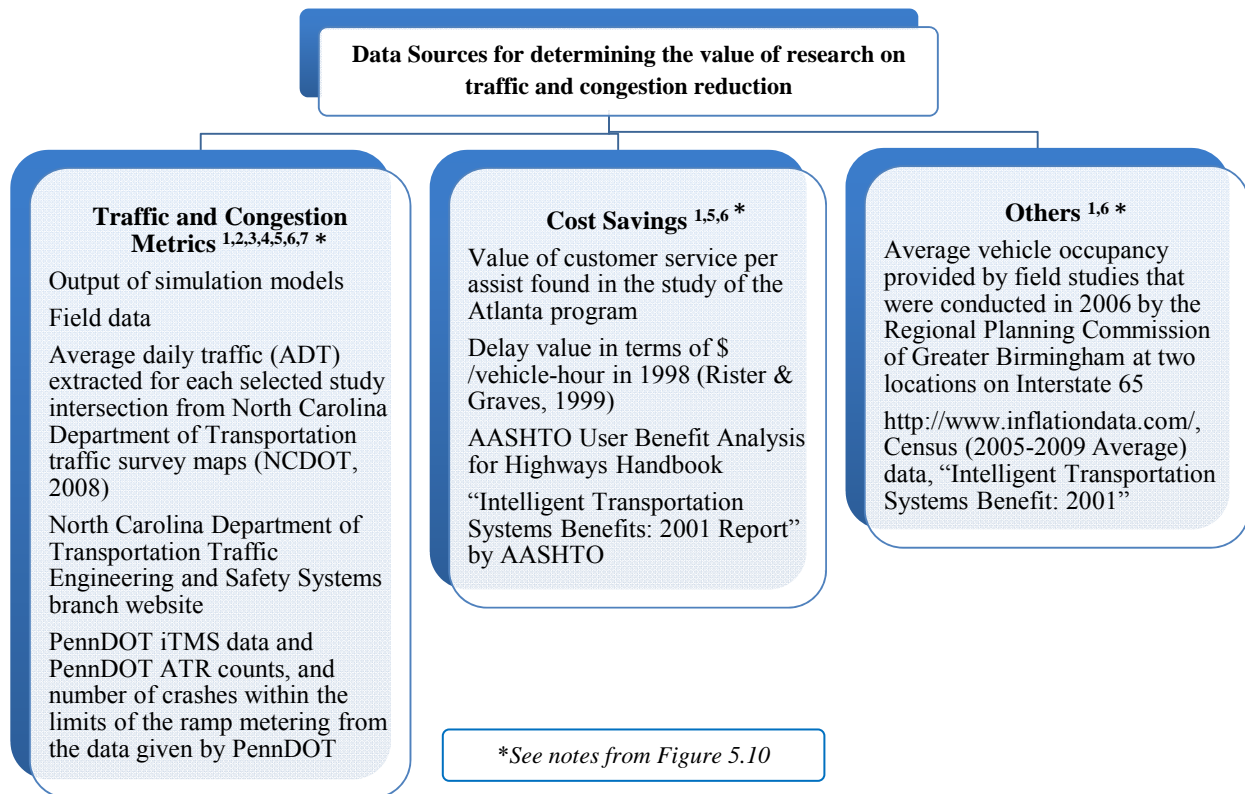 Data Sources for determining the value of research on
traffic and congestion reduction
Traffic and Congestion
Metrics 1,2,3,4,5,6,7 *
Output of simulation models
Field data
Average daily traffic (ADT)
extracted for each selected study
intersection from North Carolina
Department of Transportation
traffic survey maps (NCDOT,
2008)
North Carolina Department of
Transportation Traffic
Engineering and Safety Systems
branch website
PennDOT iTMS data and
PennDOT ATR counts, and
number of crashes within the
limits of the ramp metering from
the data given by PennDOT
Cost Savings 1,5,6 *
Value of customer service per
assist found in the study of the
Atlanta program
Delay value in terms of $
/vehicle-hour in 1998 (Rister &
Graves, 1999)
AASHTO User Benefit Analysis
for Highways Handbook
“Intelligent Transportation
Systems Benefits: 2001 Report”
by AASHTO
Others 1,6 *
Average vehicle occupancy
provided by field studies that
were conducted in 2006 by the
Regional Planning Commission
of Greater Birmingham at two
locations on Interstate 65
http://www.inflationdata.com/,
Census (2005-2009 Average)
data, “Intelligent Transportation
Systems Benefit: 2001”
*See notes from Figure 5.10